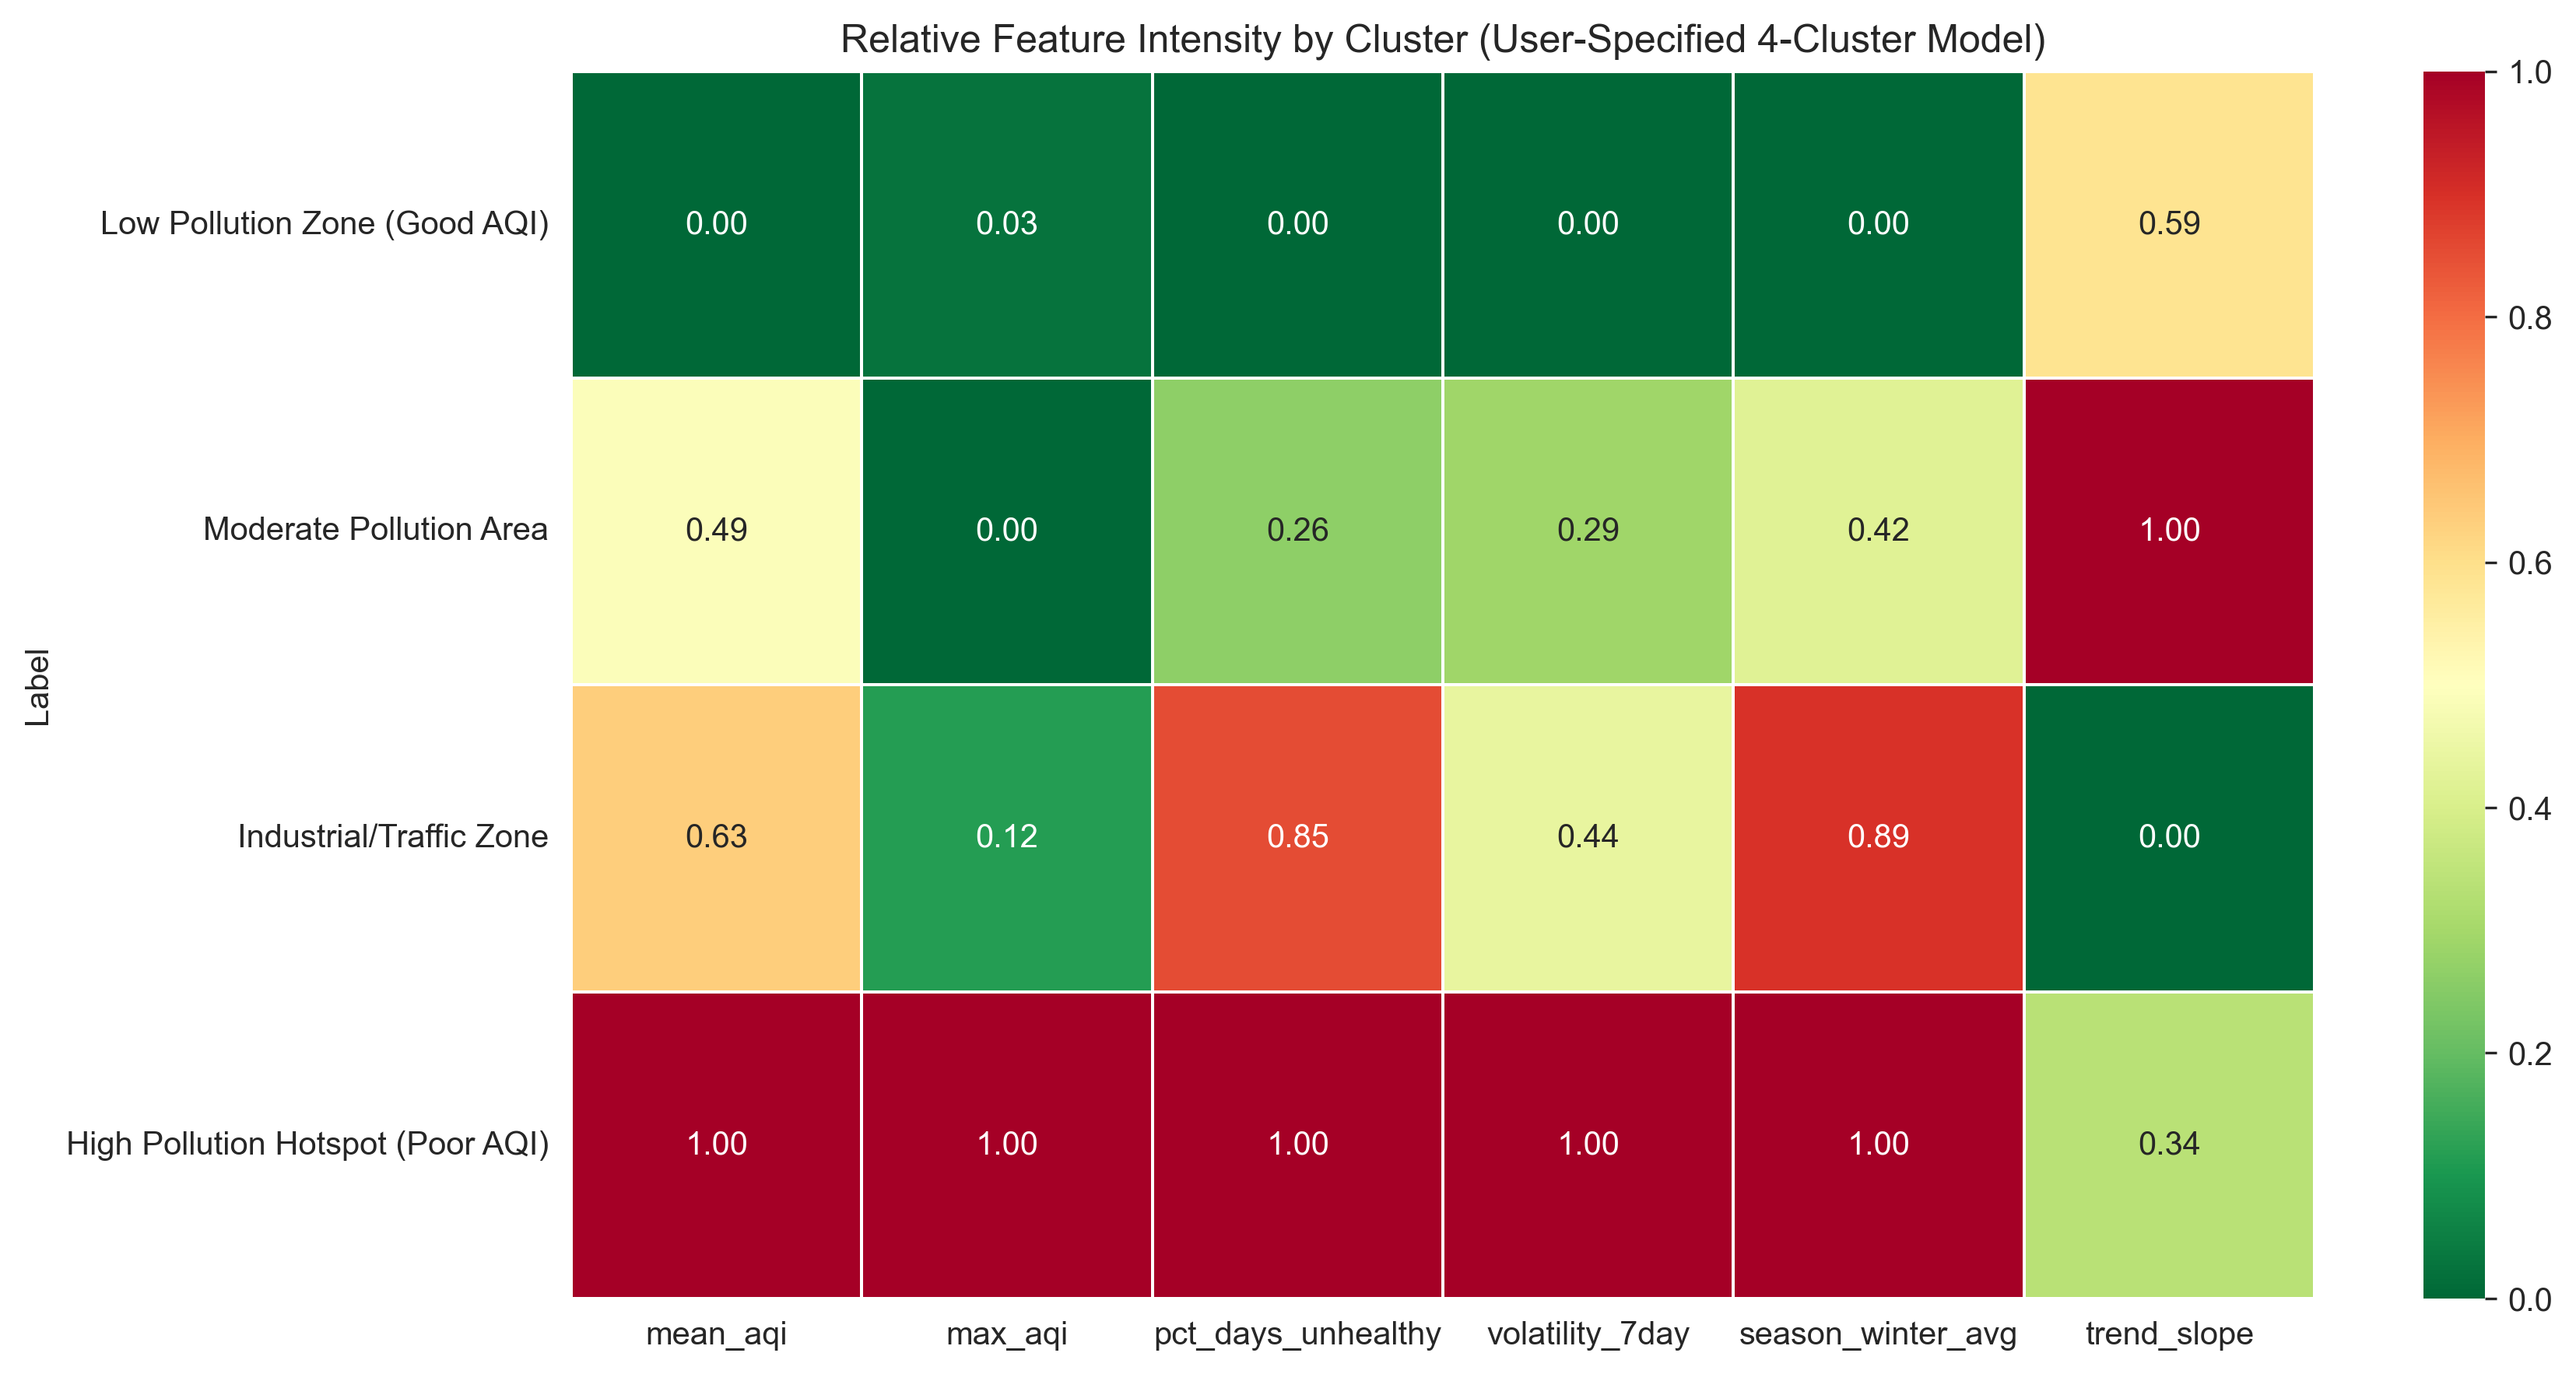 Relative Feature Intensity by Cluster (User-Specified 4-Cluster Model)
Label
Low Pollution Zone (Good AQI) 0.00 0.03 0.00 0.00 0.00 0.59
Moderate Pollution Area 0.49 0.00 0.26 0.29 0.42 1.00
Industrial/Traffic Zone 0.63 0.12 0.85 0.44 0.89 0.00
High Pollution Hotspot (Poor AQI) 1.00 1.00 1.00 1.00 1.00 0.34
mean_aqi max_aqi pct_days_unhealthy volatility_7day season_winter_avg trend_slope
1.0
0.8
0.6
0.4
0.2
0.0